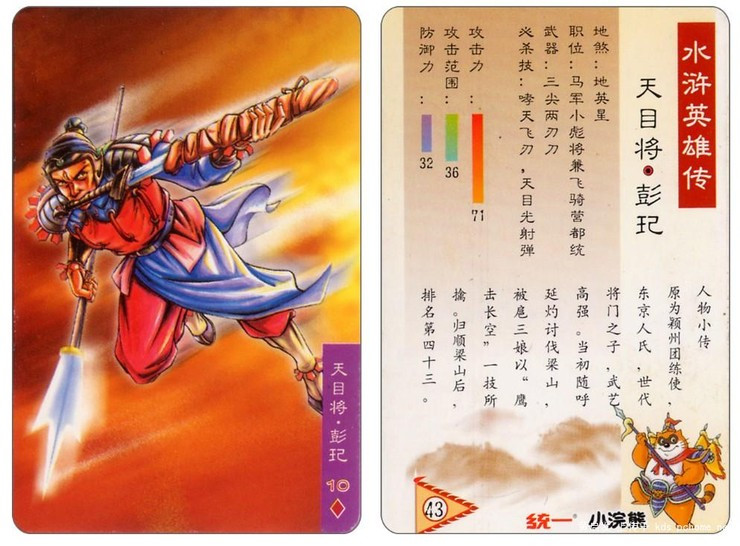 天目将·彭玘
10
水浒英雄传
天目将·彭玘
地煞：地英星
职位：马军小彪将兼飞骑营都统
武器：三尖两刃刀
必杀技：哮天飞刃，天目光射弹
攻击力：
71
攻击范围：
36
防御力：
32
人物小传
原为颖州团练使，
东京人氏，世代
将门之子，武艺
高强。当初随呼
延灼讨伐梁山，
被扈三娘以“鹰
击长空”一技所
擒。归顺梁山后，
排名第四十三。
43
统一
小浣熊